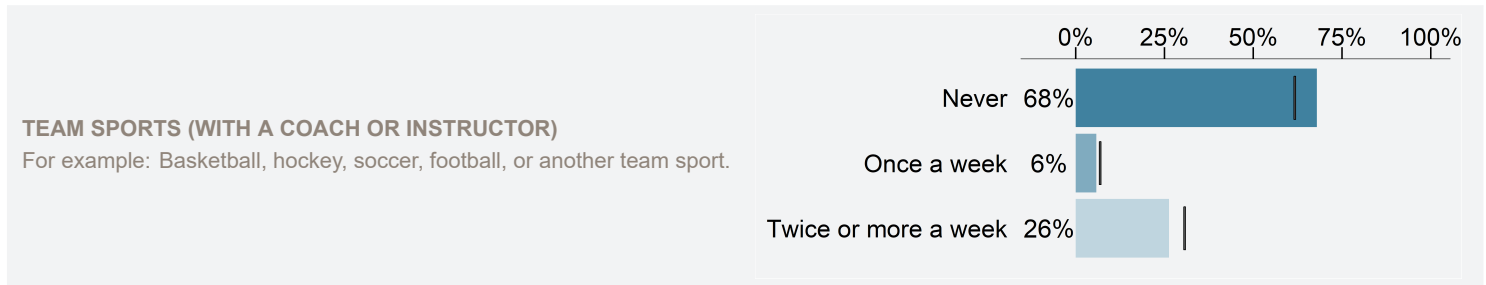 TEAM SPORTS (WITH A COACH OR INSTRUCTOR)
For example: Basketball, hockey, soccer, football, or another team sport.
0% 25% 50% 75% 100%
Never 68%
Once a week 6%
Twice or more a week 26%